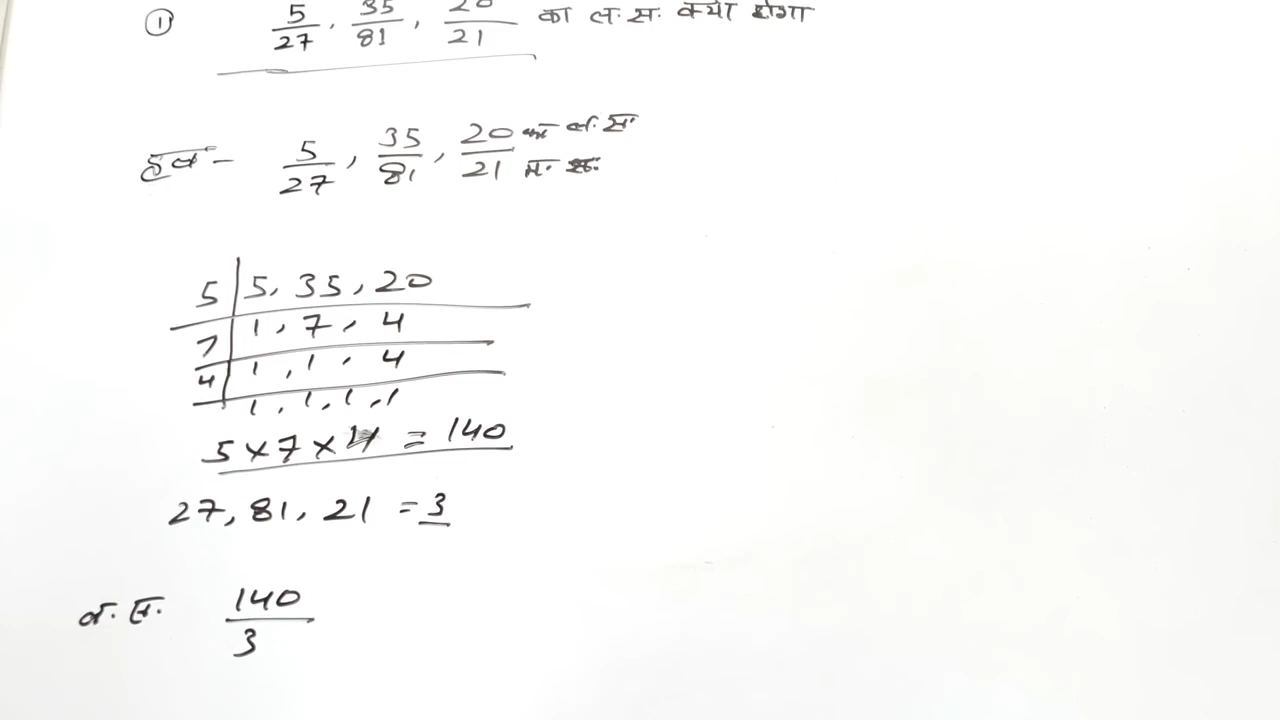 ① 5/27, 35/81, 20/21 का ल.स. क्या होगा
हल - 5/27, 35/81, 20/21 का ल.स.
म.स.
5 | 5, 35, 20
7 | 1, 7, 4
4 | 1, 1, 4
1, 1, 1, 1
5 × 7 × 4 = 140
27, 81, 21 = 3
ल.स. 140/3